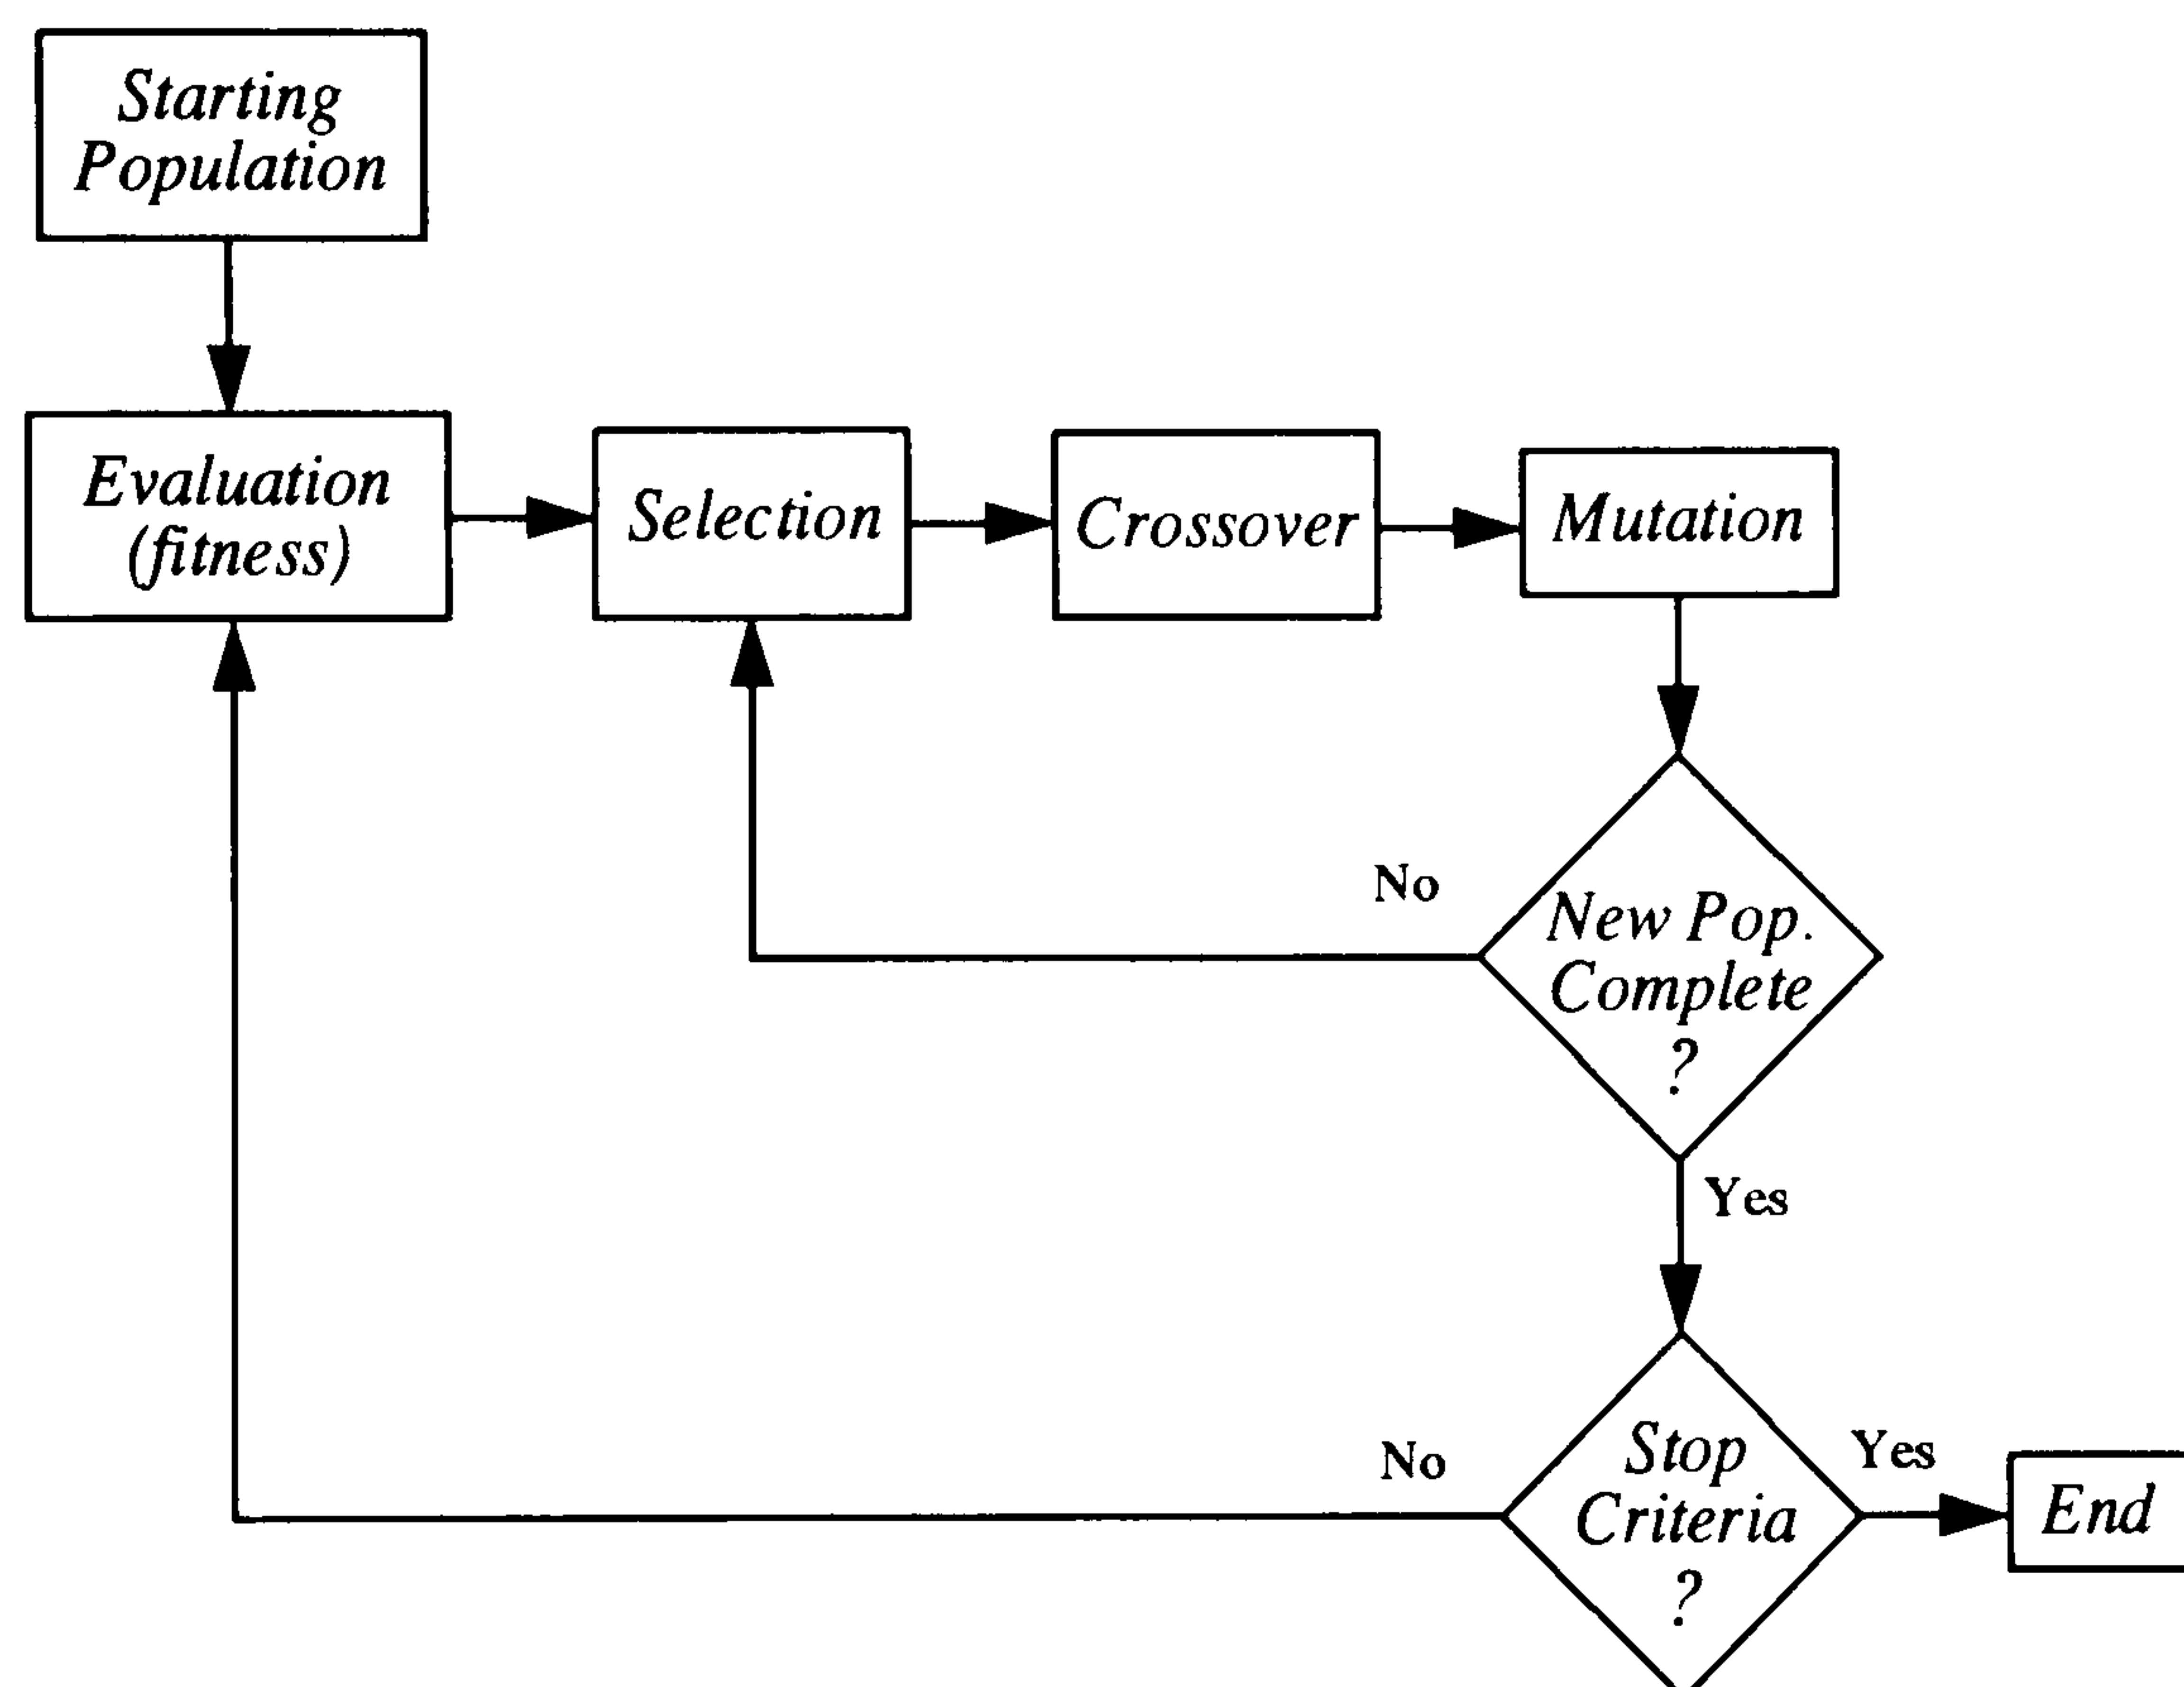 Starting
Population
Evaluation
(fitness)
Selection
Crossover
Mutation
No
New Pop.
Complete
?
Yes
No
Stop
Criteria
?
Yes
End